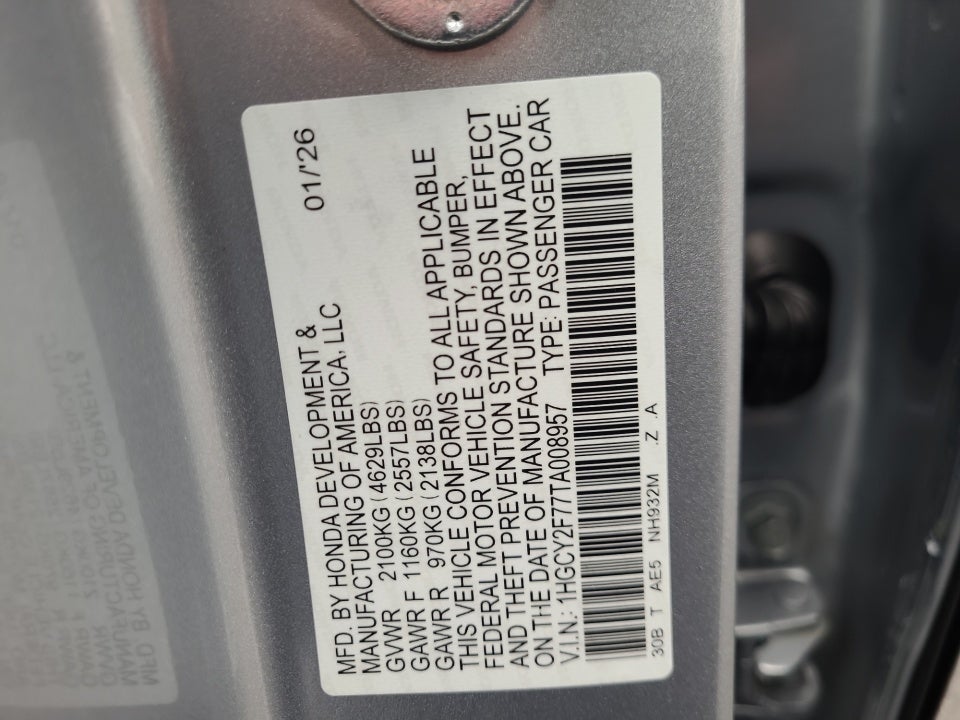 MFD. BY HONDA DEVELOPMENT &
MANUFACTURING OF AMERICA, LLC 01/'26
GVWR 2100KG(4629LBS)
GAWR F 1160KG(2557LBS)
GAWR R 970KG(2138LBS)
THIS VEHICLE CONFORMS TO ALL APPLICABLE
FEDERAL MOTOR VEHICLE SAFETY, BUMPER,
AND THEFT PREVENTION STANDARDS IN EFFECT
ON THE DATE OF MANUFACTURE SHOWN ABOVE.
V.I.N.: 1HGCY2F77TA008957 TYPE: PASSENGER CAR
30B T AE5 NH932M .Z .A